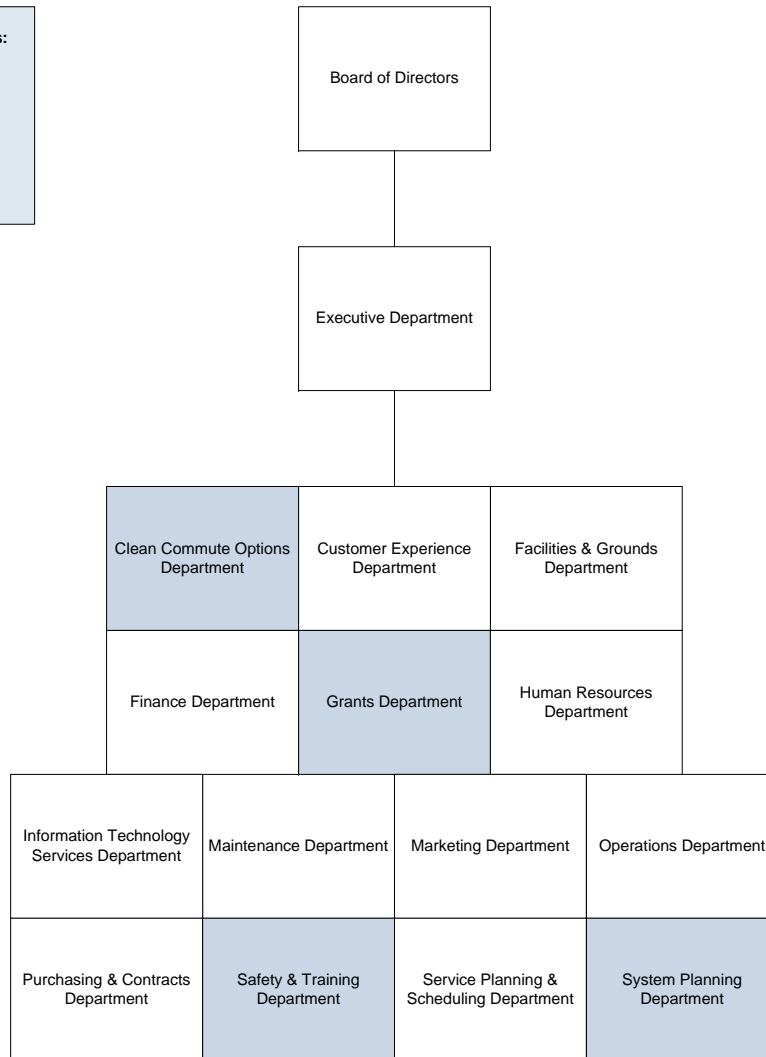 s:
Board of Directors
Executive Department
Clean Commute Options
Department
Customer Experience
Department
Facilities & Grounds
Department
Finance Department
Grants Department
Human Resources
Department
Information Technology
Services Department
Maintenance Department
Marketing Department
Operations Department
Purchasing & Contracts
Department
Safety & Training
Department
Service Planning &
Scheduling Department
System Planning
Department